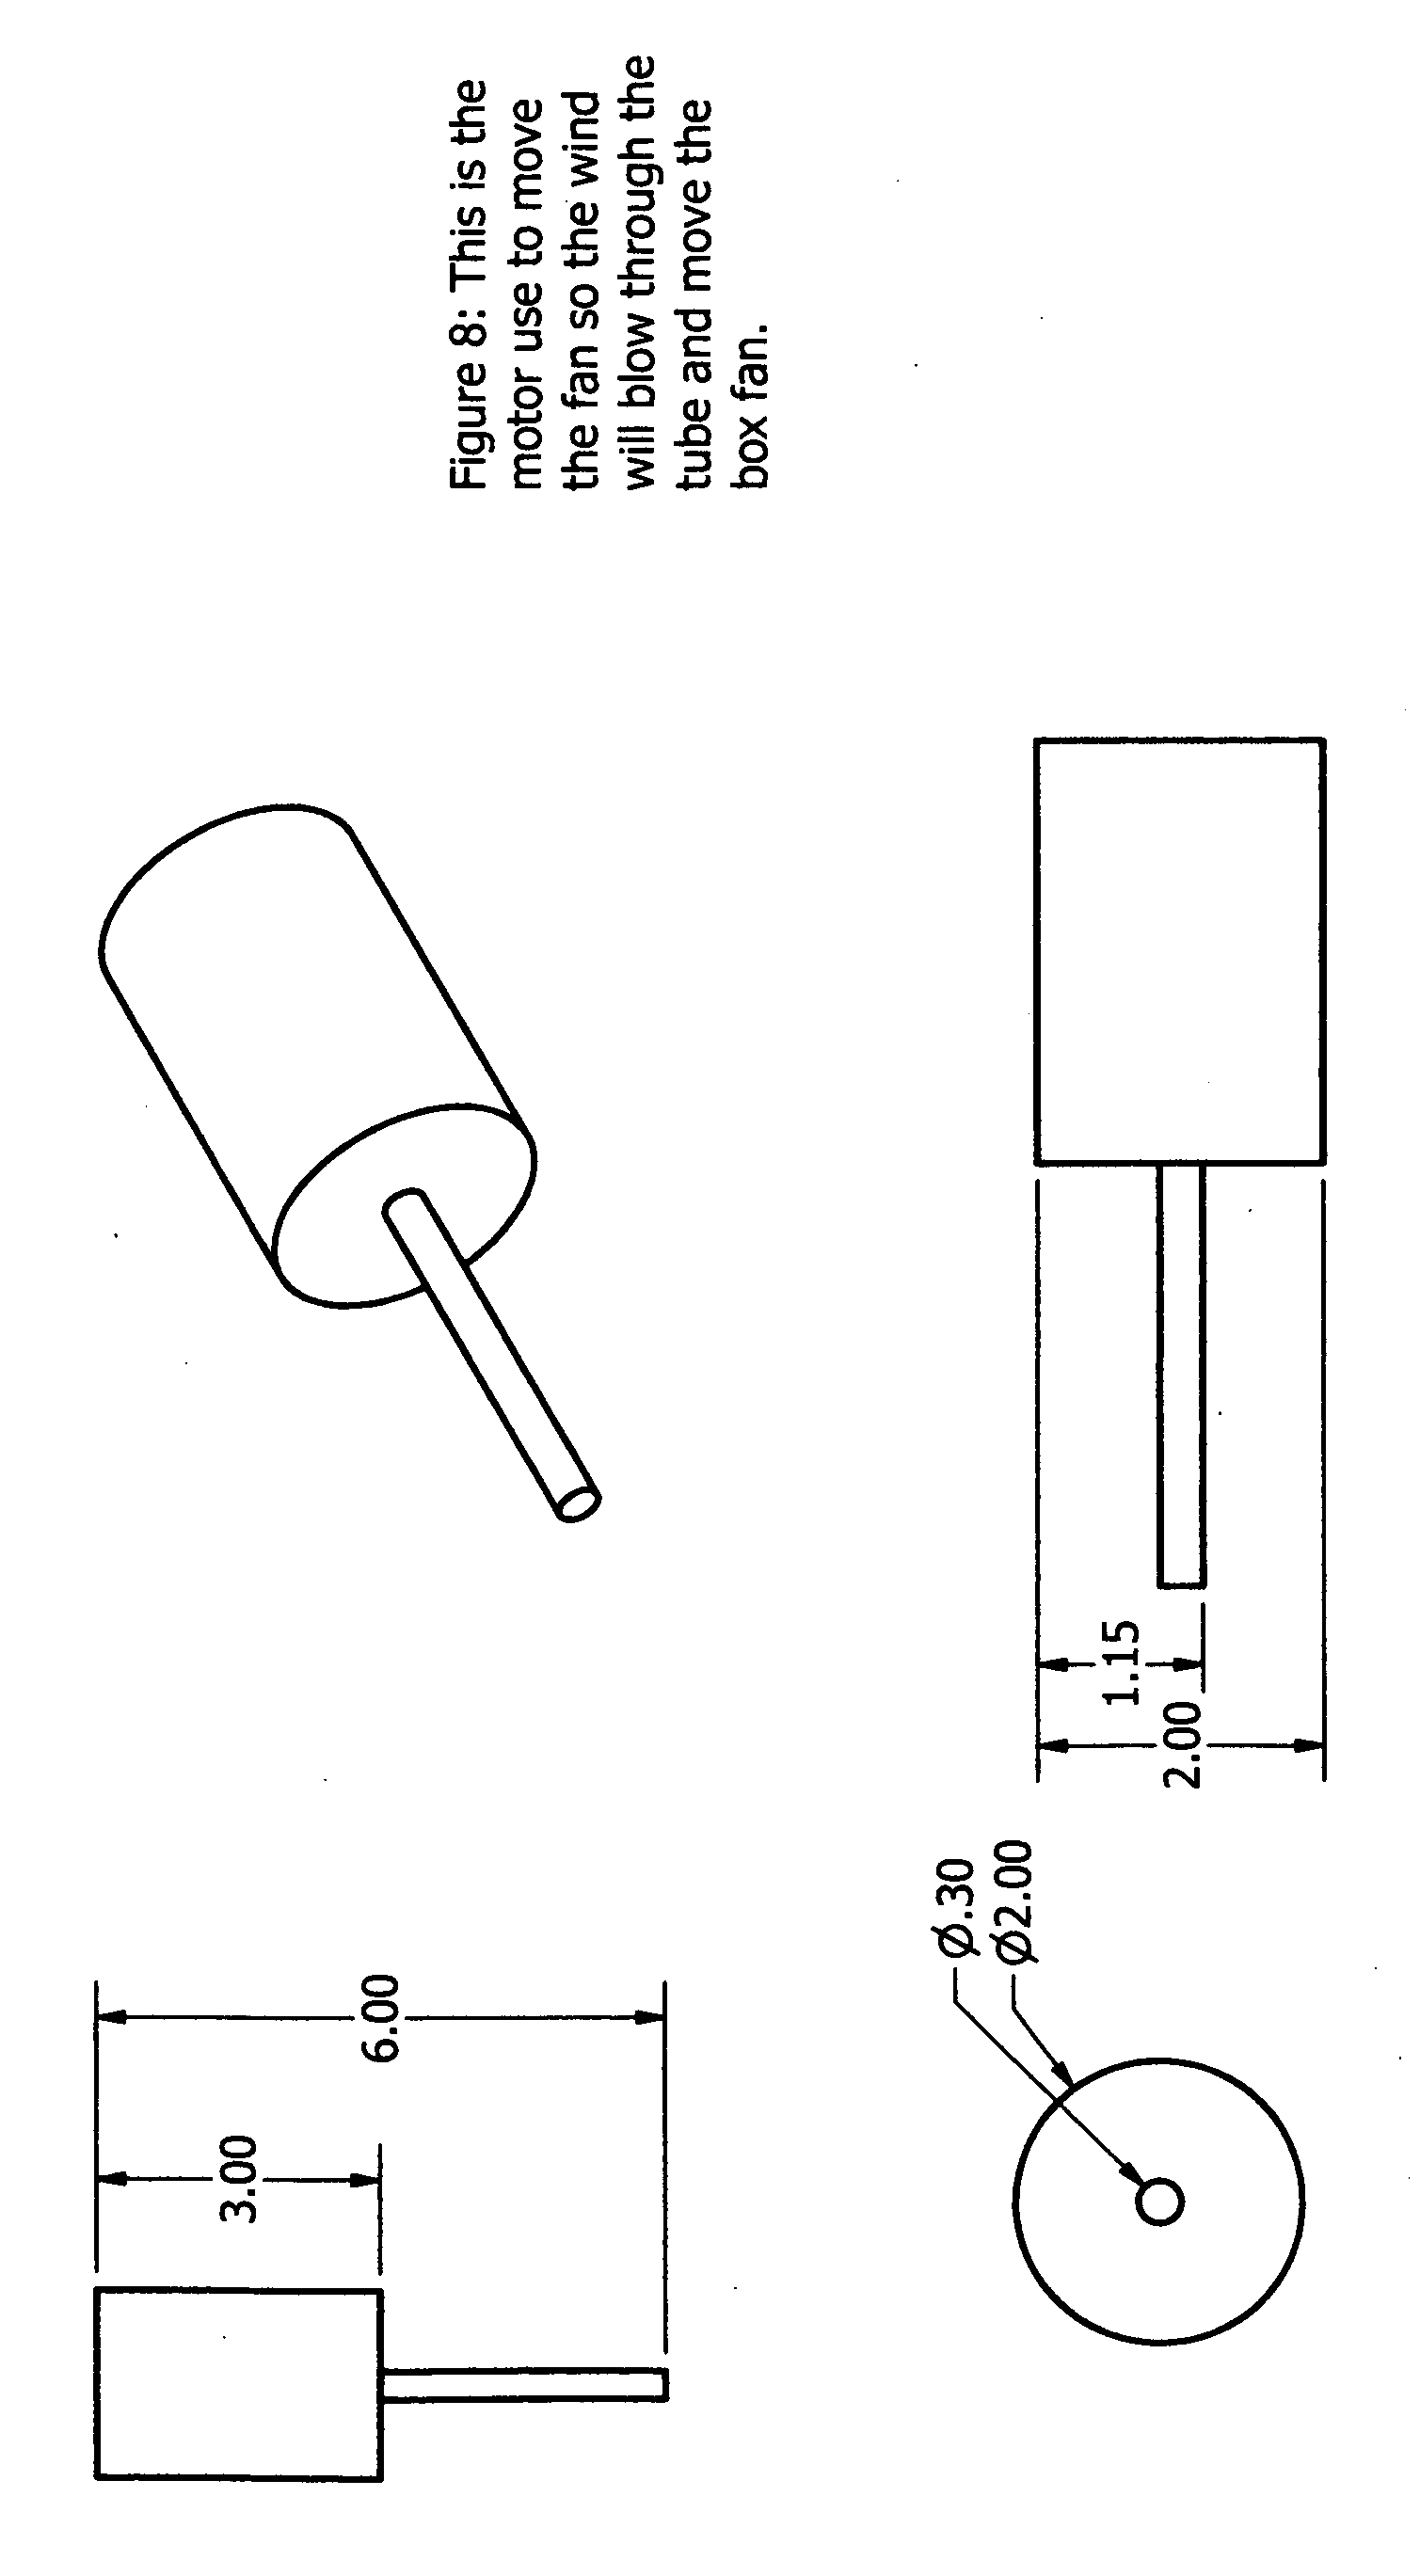 Figure 8: This is the
motor use to move
the fan so the wind
will blow through the
tube and move the
box fan.
3.00
6.00
Ø.30
Ø2.00
1.15
2.00